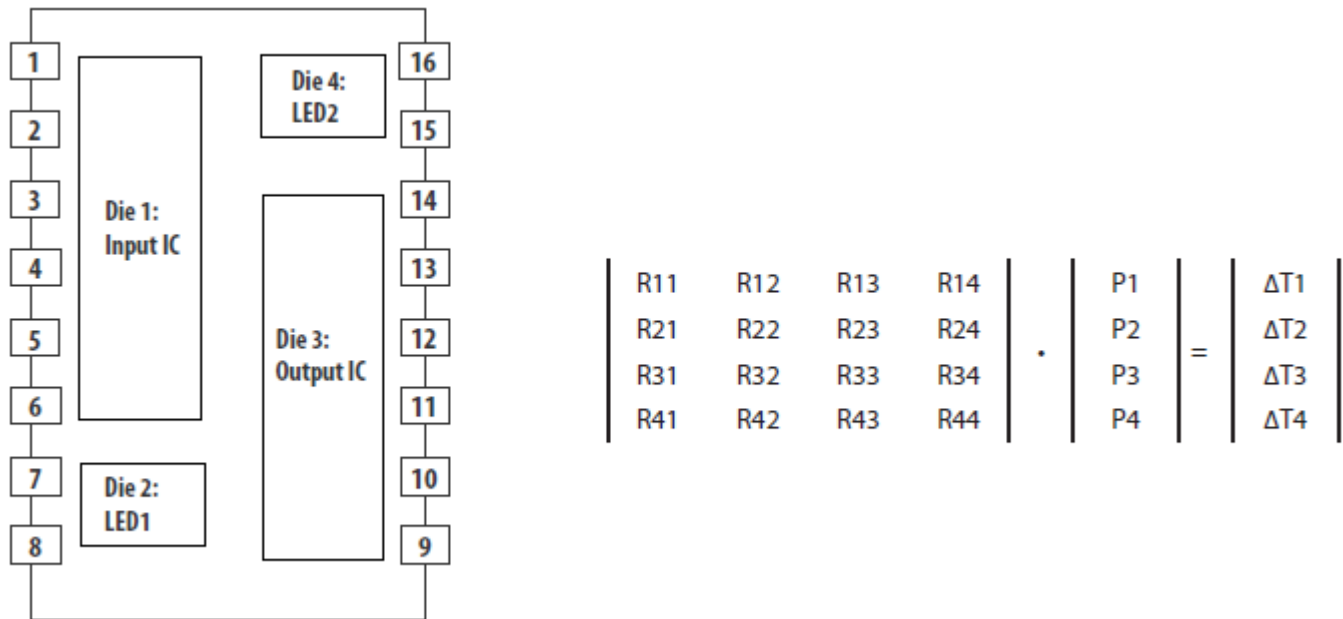 1
2
3
4
5
6
7
8
Die 1:
Input IC
Die 2:
LED1
Die 4:
LED2
Die 3:
Output IC
16
15
14
13
12
11
10
9
R11 R12 R13 R14 P1 ΔT1
R21 R22 R23 R24 P2 ΔT2
· =
R31 R32 R33 R34 P3 ΔT3
R41 R42 R43 R44 P4 ΔT4